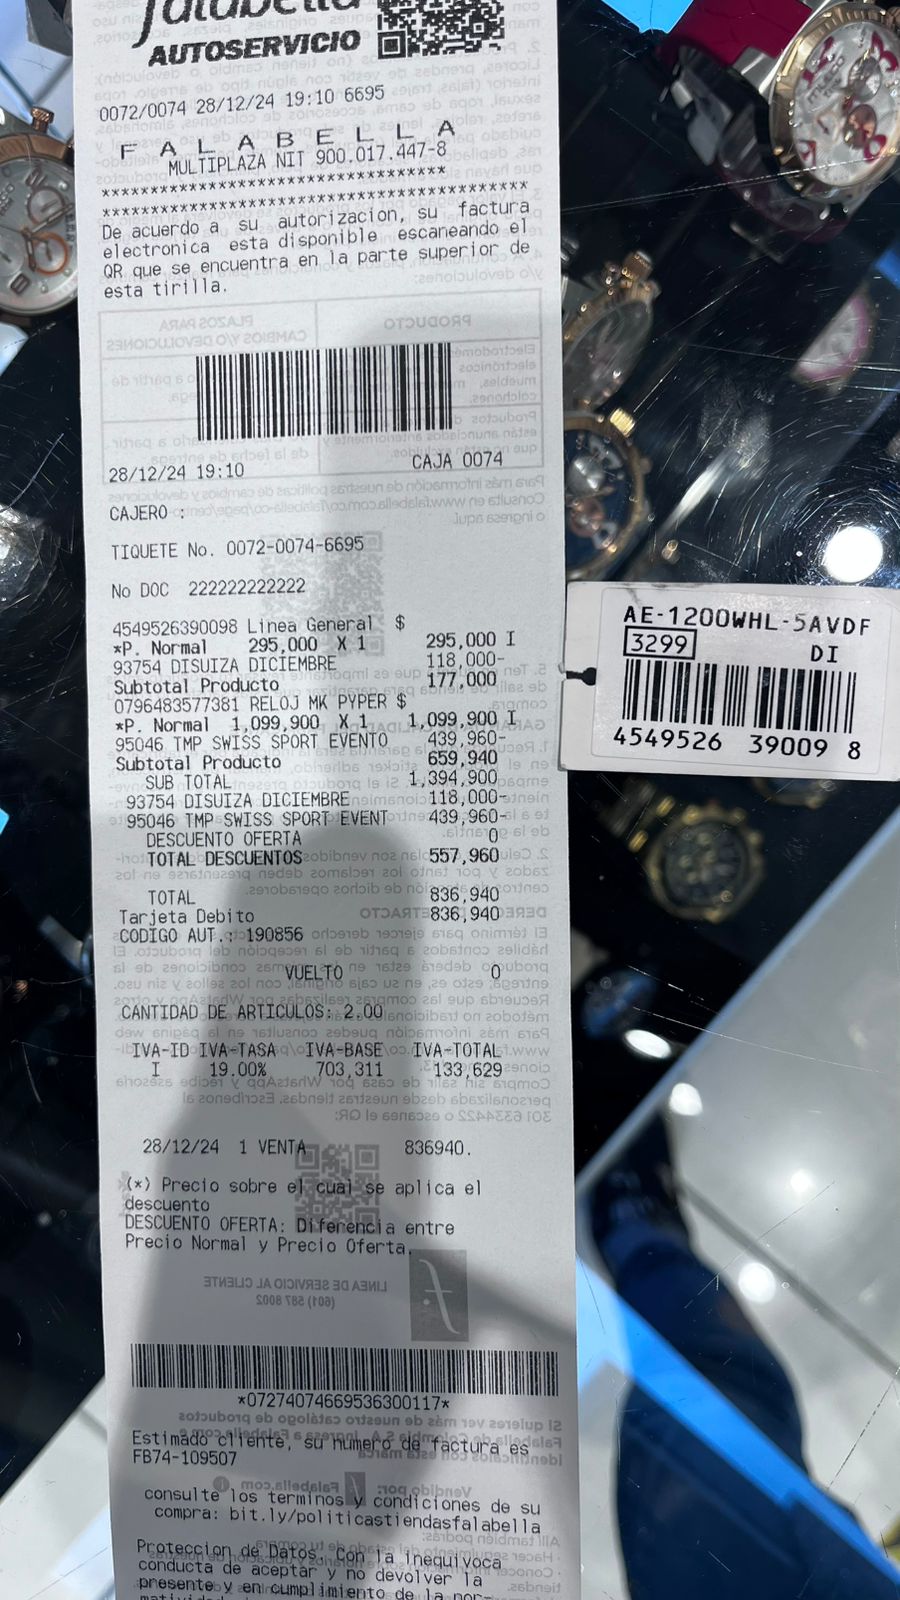 falabella
AUTOSERVICIO
0072/0074 28/12/24 19:10 6695
F A L A B E L L A
MULTIPLAZA NIT 900.017.447-8
************************************
********************************************
De acuerdo a su autorizacion, su factura
electronica esta disponible escaneando el
QR que se encuentra en la parte superior de
esta tirilla.
28/12/24 19:10 CAJA 0074
CAJERO :
TIQUETE No. 0072-0074-6695
No DOC 222222222222
4549526390098 Linea General $
*P. Normal 295,000 X 1 295,000 I
93754 DISUIZA DICIEMBRE 118,000-
Subtotal Producto 177,000
0796483577381 RELOJ MK PYPER $
*P. Normal 1,099,900 X 1 1,099,900 I
95046 TMP SWISS SPORT EVENTO 439,960-
Subtotal Producto 659,940
SUB TOTAL 1,394,900
93754 DISUIZA DICIEMBRE 118,000-
95046 TMP SWISS SPORT EVENT 439,960-
DESCUENTO OFERTA 0
TOTAL DESCUENTOS 557,960
TOTAL 836,940
Tarjeta Debito 836,940
CODIGO AUT.: 190856
VUELTO 0
CANTIDAD DE ARTICULOS: 2.00
IVA-ID IVA-TASA IVA-BASE IVA-TOTAL
I 19.00% 703,311 133,629
28/12/24 1 VENTA 836940.
(*) Precio sobre el cual se aplica el
descuento
DESCUENTO OFERTA: Diferencia entre
Precio Normal y Precio Oferta.
*07274074669536300117*
Estimado cliente, su numero de factura es
FB74-109507
consulte los terminos y condiciones de su
compra: bit.ly/politicastiendasfalabella
Proteccion de Datos. Con la inequivoca
conducta de aceptar y no devolver la
presente y en cumplimiento de la nor-
AE-1200WHL-5AVDF
3299 DI
4549526 39009 8